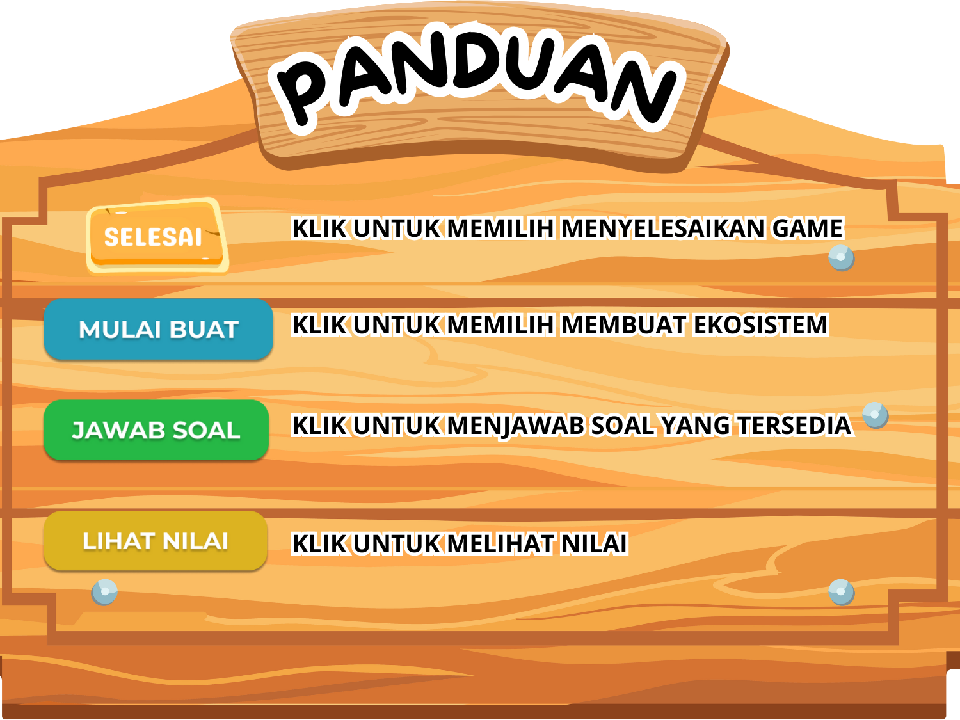 PANDUAN
SELESAI
KLIK UNTUK MEMILIH MENYELESAIKAN GAME
MULAI BUAT
KLIK UNTUK MEMILIH MEMBUAT EKOSISTEM
JAWAB SOAL
KLIK UNTUK MENJAWAB SOAL YANG TERSEDIA
LIHAT NILAI
KLIK UNTUK MELIHAT NILAI